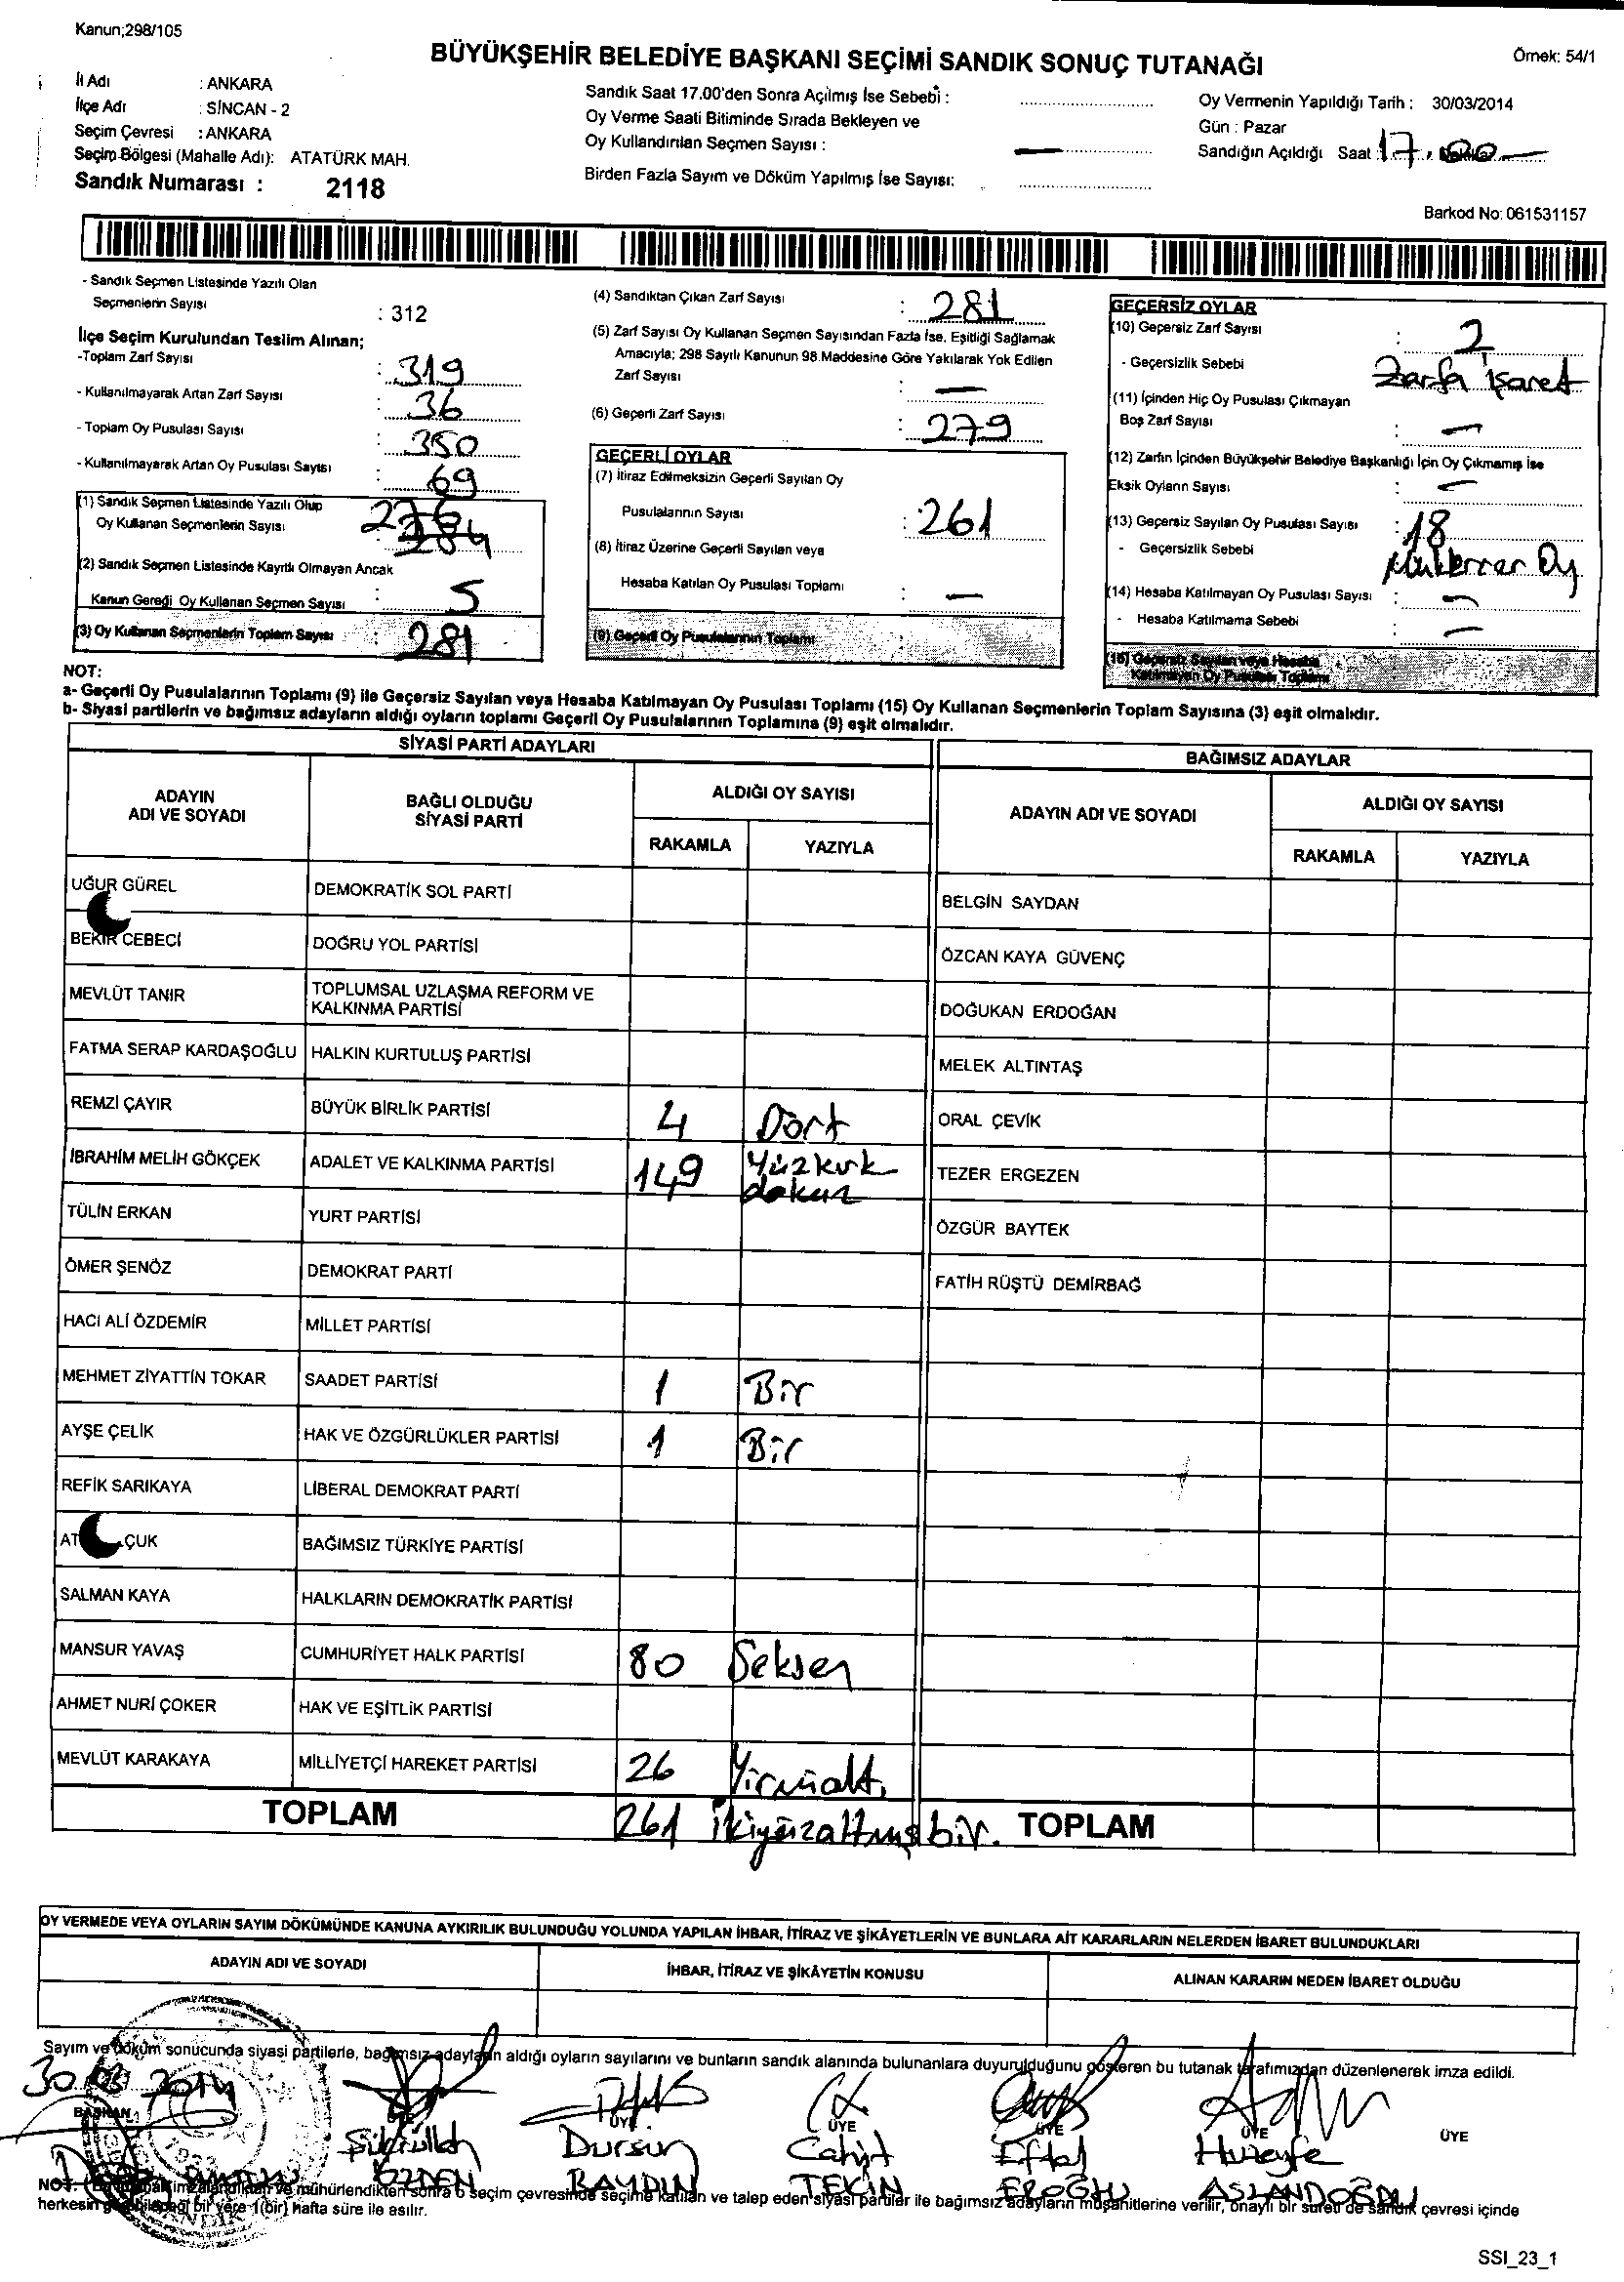 Kanun;298/105
BÜYÜKŞEHİR BELEDİYE BAŞKANI SEÇİMİ SANDIK SONUÇ TUTANAĞI
Örnek: 54/1
İl Adı : ANKARA
İlçe Adı : SİNCAN - 2
Seçim Çevresi : ANKARA
Seçim Bölgesi (Mahalle Adı): ATATÜRK MAH.
Sandık Numarası : 2118
Sandık Saat 17.00'den Sonra Açılmış İse Sebebi :
Oy Verme Saati Bitiminde Sırada Bekleyen ve
Oy Kullandırılan Seçmen Sayısı : —
Birden Fazla Sayım ve Döküm Yapılmış İse Sayısı:
Oy Vermenin Yapıldığı Tarih : 30/03/2014
Gün : Pazar
Sandığın Açıldığı Saat : 17.00
Barkod No: 061531157
- Sandık Seçmen Listesinde Yazılı Olan
Seçmenlerin Sayısı : 312
İlçe Seçim Kurulundan Teslim Alınan;
-Toplam Zarf Sayısı : 319
- Kullanılmayarak Artan Zarf Sayısı : 36
- Toplam Oy Pusulası Sayısı : 350
- Kullanılmayarak Artan Oy Pusulası Sayısı : 69
(1) Sandık Seçmen Listesinde Yazılı Olup
Oy Kullanan Seçmenlerin Sayısı : 276
(2) Sandık Seçmen Listesinde Kayıtlı Olmayan Ancak
Kanun Gereği Oy Kullanan Seçmen Sayısı : 5
(3) Oy Kullanan Seçmenlerin Toplam Sayısı : 281
(4) Sandıktan Çıkan Zarf Sayısı : 281
(5) Zarf Sayısı Oy Kullanan Seçmen Sayısından Fazla İse, Eşitliği Sağlamak
Amacıyla; 298 Sayılı Kanunun 98.Maddesine Göre Yakılarak Yok Edilen
Zarf Sayısı : —
(6) Geçerli Zarf Sayısı : 279
GEÇERLİ OYLAR
(7) İtiraz Edilmeksizin Geçerli Sayılan Oy
Pusulalarının Sayısı : 261
(8) İtiraz Üzerine Geçerli Sayılan veya
Hesaba Katılan Oy Pusulası Toplamı : —
(9) Geçerli Oy Pusulalarının Toplamı :
GEÇERSİZ OYLAR
(10) Geçersiz Zarf Sayısı : 2
- Geçersizlik Sebebi Zarfa işaret
(11) İçinden Hiç Oy Pusulası Çıkmayan
Boş Zarf Sayısı : —
(12) Zarfın İçinden Büyükşehir Belediye Başkanlığı İçin Oy Çıkmamış İse
Eksik Oyların Sayısı : —
(13) Geçersiz Sayılan Oy Pusulası Sayısı : 18
- Geçersizlik Sebebi Mükerrer Oy
(14) Hesaba Katılmayan Oy Pusulası Sayısı : —
- Hesaba Katılmama Sebebi : —
(15) Geçersiz Sayılan veya Hesaba
Katılmayan Oy Pusulası Toplamı
NOT:
a- Geçerli Oy Pusulalarının Toplamı (9) ile Geçersiz Sayılan veya Hesaba Katılmayan Oy Pusulası Toplamı (15) Oy Kullanan Seçmenlerin Toplam Sayısına (3) eşit olmalıdır.
b- Siyasi partilerin ve bağımsız adayların aldığı oyların toplamı Geçerli Oy Pusulalarının Toplamına (9) eşit olmalıdır.
SİYASİ PARTİ ADAYLARI
ADAYIN ADI VE SOYADI
BAĞLI OLDUĞU SİYASİ PARTİ
ALDIĞI OY SAYISI
RAKAMLA YAZIYLA
UĞUR GÜREL DEMOKRATİK SOL PARTİ
BEKİR CEBECİ DOĞRU YOL PARTİSİ
MEVLÜT TANIR TOPLUMSAL UZLAŞMA REFORM VE
KALKINMA PARTİSİ
FATMA SERAP KARDAŞOĞLU HALKIN KURTULUŞ PARTİSİ
REMZİ ÇAYIR BÜYÜK BİRLİK PARTİSİ 4 Dört
İBRAHİM MELİH GÖKÇEK ADALET VE KALKINMA PARTİSİ 149 Yüzkırk
dokuz
TÜLİN ERKAN YURT PARTİSİ
ÖMER ŞENÖZ DEMOKRAT PARTİ
HACI ALİ ÖZDEMİR MİLLET PARTİSİ
MEHMET ZİYATTİN TOKAR SAADET PARTİSİ 1 Bir
AYŞE ÇELİK HAK VE ÖZGÜRLÜKLER PARTİSİ 1 Bir
REFİK SARIKAYA LİBERAL DEMOKRAT PARTİ
BAĞIMSIZ TÜRKİYE PARTİSİ
SALMAN KAYA HALKLARIN DEMOKRATİK PARTİSİ
MANSUR YAVAŞ CUMHURİYET HALK PARTİSİ 80 Seksen
AHMET NURİ ÇOKER HAK VE EŞİTLİK PARTİSİ
MEVLÜT KARAKAYA MİLLİYETÇİ HAREKET PARTİSİ 26 Yirmialtı
TOPLAM 261 İkiyüzaltmışbir.
BAĞIMSIZ ADAYLAR
ADAYIN ADI VE SOYADI
ALDIĞI OY SAYISI
RAKAMLA YAZIYLA
BELGİN SAYDAN
ÖZCAN KAYA GÜVENÇ
DOĞUKAN ERDOĞAN
MELEK ALTINTAŞ
ORAL ÇEVİK
TEZER ERGEZEN
ÖZGÜR BAYTEK
FATİH RÜŞTÜ DEMİRBAĞ
TOPLAM
OY VERMEDE VEYA OYLARIN SAYIM DÖKÜMÜNDE KANUNA AYKIRILIK BULUNDUĞU YOLUNDA YAPILAN İHBAR, İTİRAZ VE ŞİKÂYETLERİN VE BUNLARA AİT KARARLARIN NELERDEN İBARET BULUNDUKLARI
ADAYIN ADI VE SOYADI İHBAR, İTİRAZ VE ŞİKÂYETİN KONUSU ALINAN KARARIN NEDEN İBARET OLDUĞU
Sayım ve döküm sonucunda siyasi partilerle, bağımsız adayların aldığı oyların sayılarını ve bunların sandık alanında bulunanlara duyurulduğunu gösteren bu tutanak tarafımızdan düzenlenerek imza edildi.
30.03.2014
BAŞKAN ÜYE ÜYE ÜYE ÜYE ÜYE ÜYE
Şükrüllah Dursun Cahit Eftal Huzeyfe
ÖZDEN BAYDIN TEKİN EROĞLU ASLANDOĞDU
NOT: Bu tutanak imzalandıktan ve mühürlendikten sonra o seçim çevresinde seçime katılan ve talep eden siyasi partiler ile bağımsız adayların müşahitlerine verilir, onaylı bir sureti de sandık çevresi içinde
herkesin görebileceği bir yere 1(bir) hafta süre ile asılır.
SSI_23_1